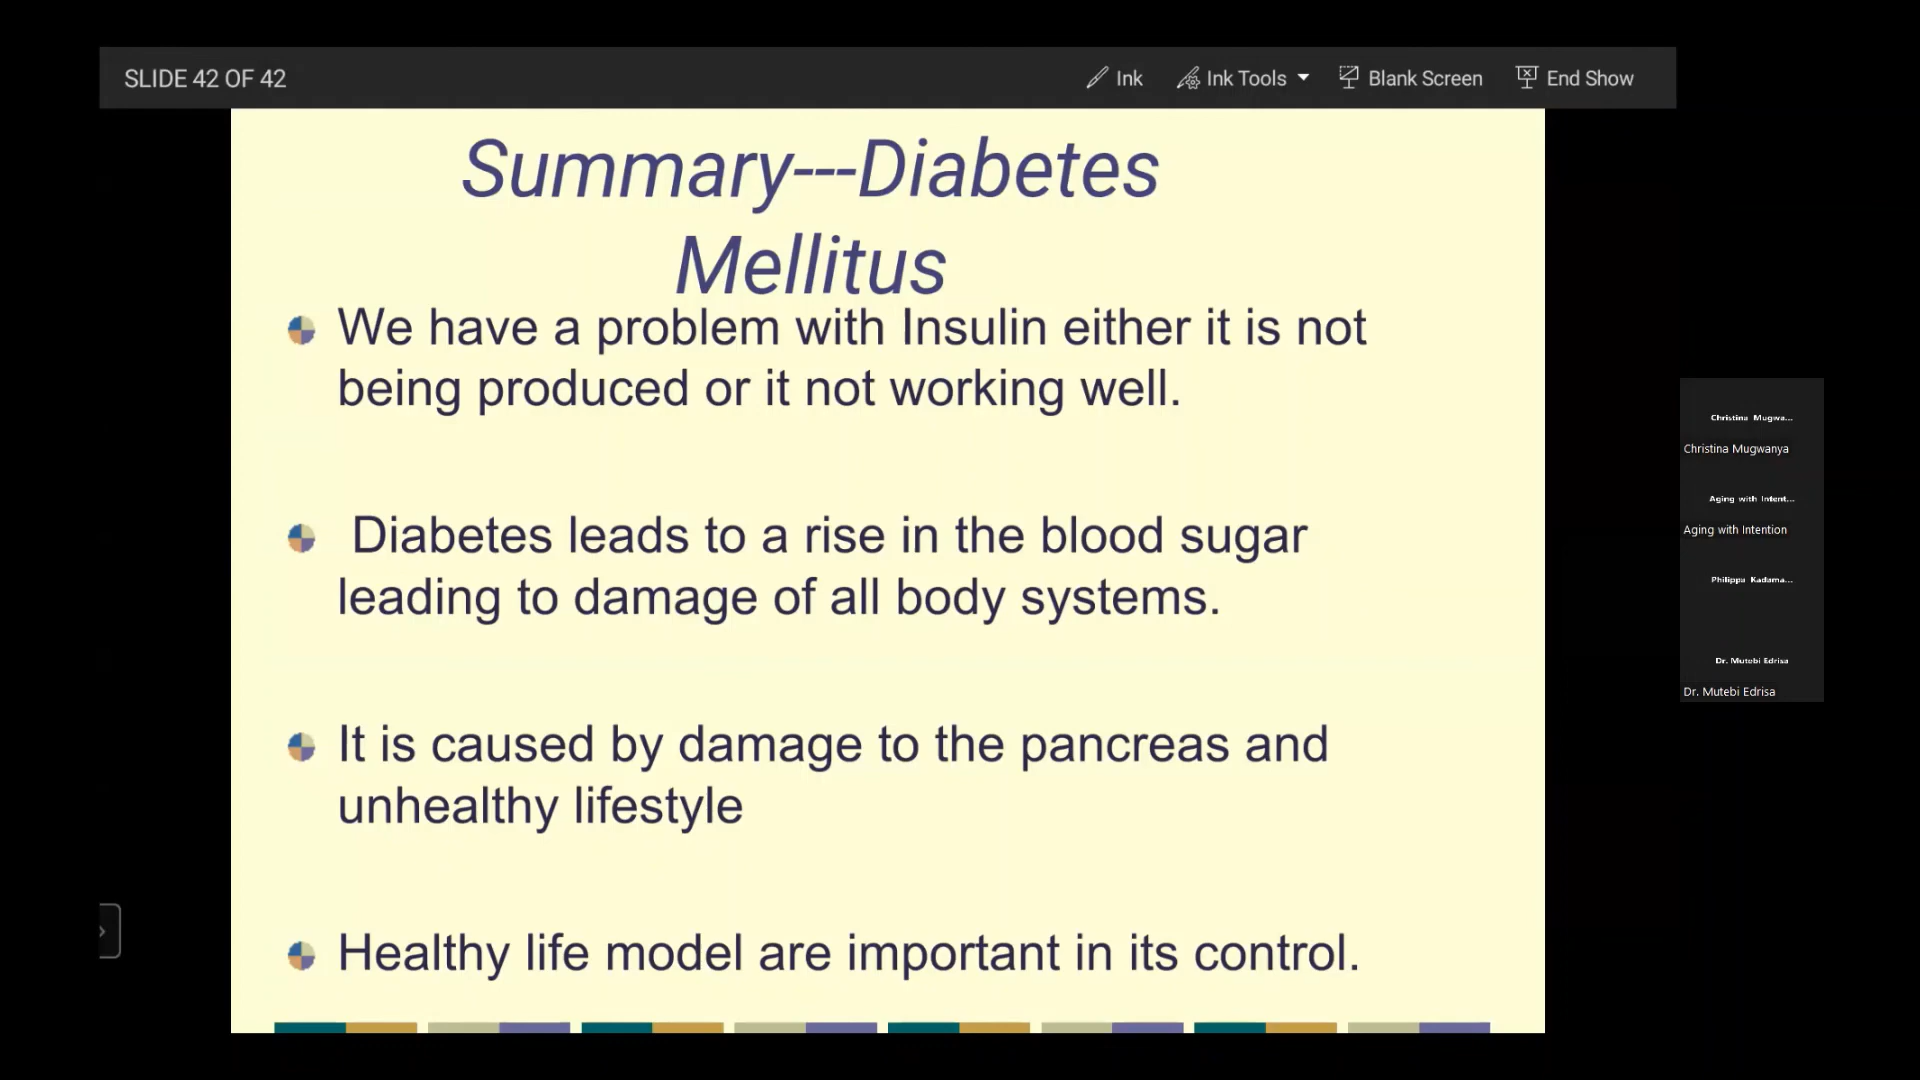 SLIDE 42 OF 42
Ink
Ink Tools
Blank Screen
End Show
Summary---Diabetes
Mellitus
We have a problem with Insulin either it is not
being produced or it not working well.
Diabetes leads to a rise in the blood sugar
leading to damage of all body systems.
It is caused by damage to the pancreas and
unhealthy lifestyle
Healthy life model are important in its control.
Christina Mugwa...
Christina Mugwanya
Aging with Intent...
Aging with Intention
Philippa Kadama...
Dr. Mutebi Edrisa
Dr. Mutebi Edrisa